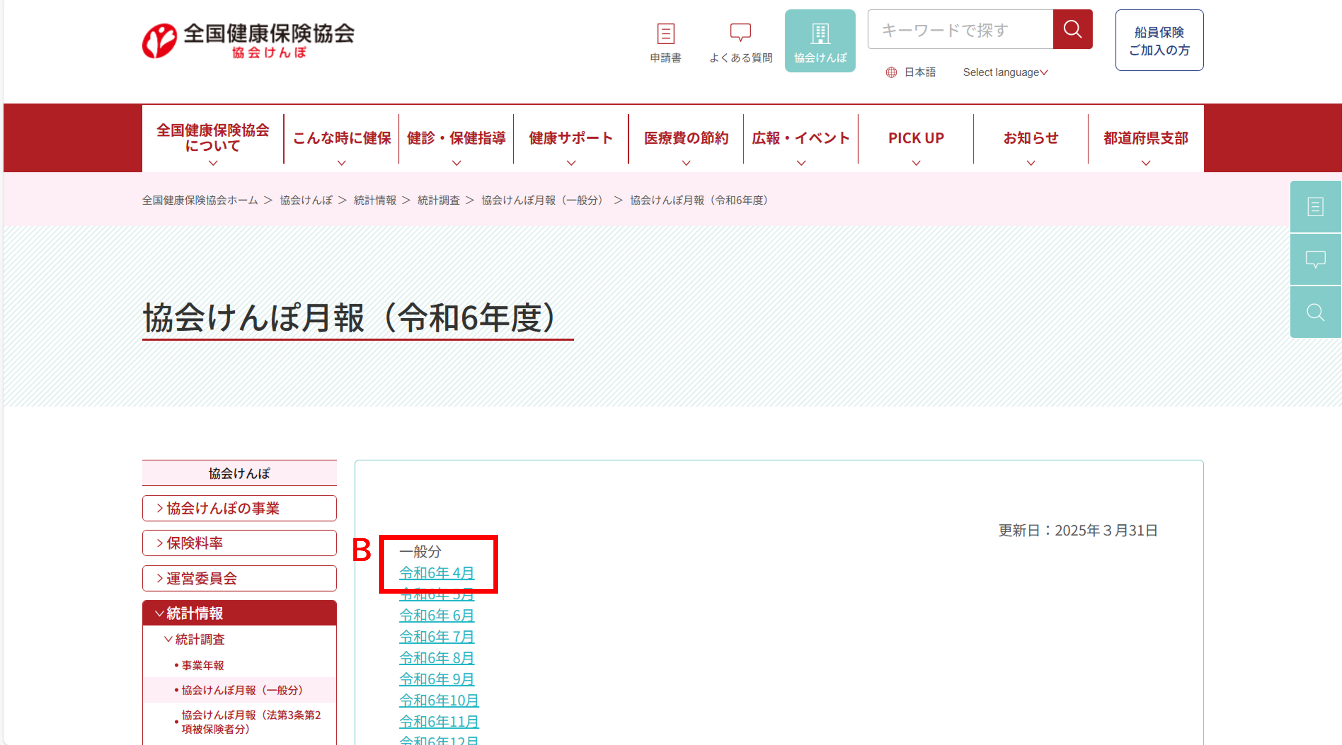 全国健康保険協会
協会けんぽ
申請書
よくある質問
協会けんぽ
キーワードで探す
日本語
Select language
船員保険
ご加入の方
全国健康保険協会
について
こんな時に健保
健診・保健指導
健康サポート
医療費の節約
広報・イベント
PICK UP
お知らせ
都道府県支部
全国健康保険協会ホーム > 協会けんぽ > 統計情報 > 統計調査 > 協会けんぽ月報（一般分） > 協会けんぽ月報（令和6年度）
協会けんぽ月報（令和6年度）
協会けんぽ
協会けんぽの事業
保険料率
運営委員会
統計情報
統計調査
・事業年報
・協会けんぽ月報（一般分）
・協会けんぽ月報（法第3条第2
項被保険者分）
更新日：2025年３月31日
B
一般分
令和6年 4月
令和6年 5月
令和6年 6月
令和6年 7月
令和6年 8月
令和6年 9月
令和6年10月
令和6年11月
令和6年12月